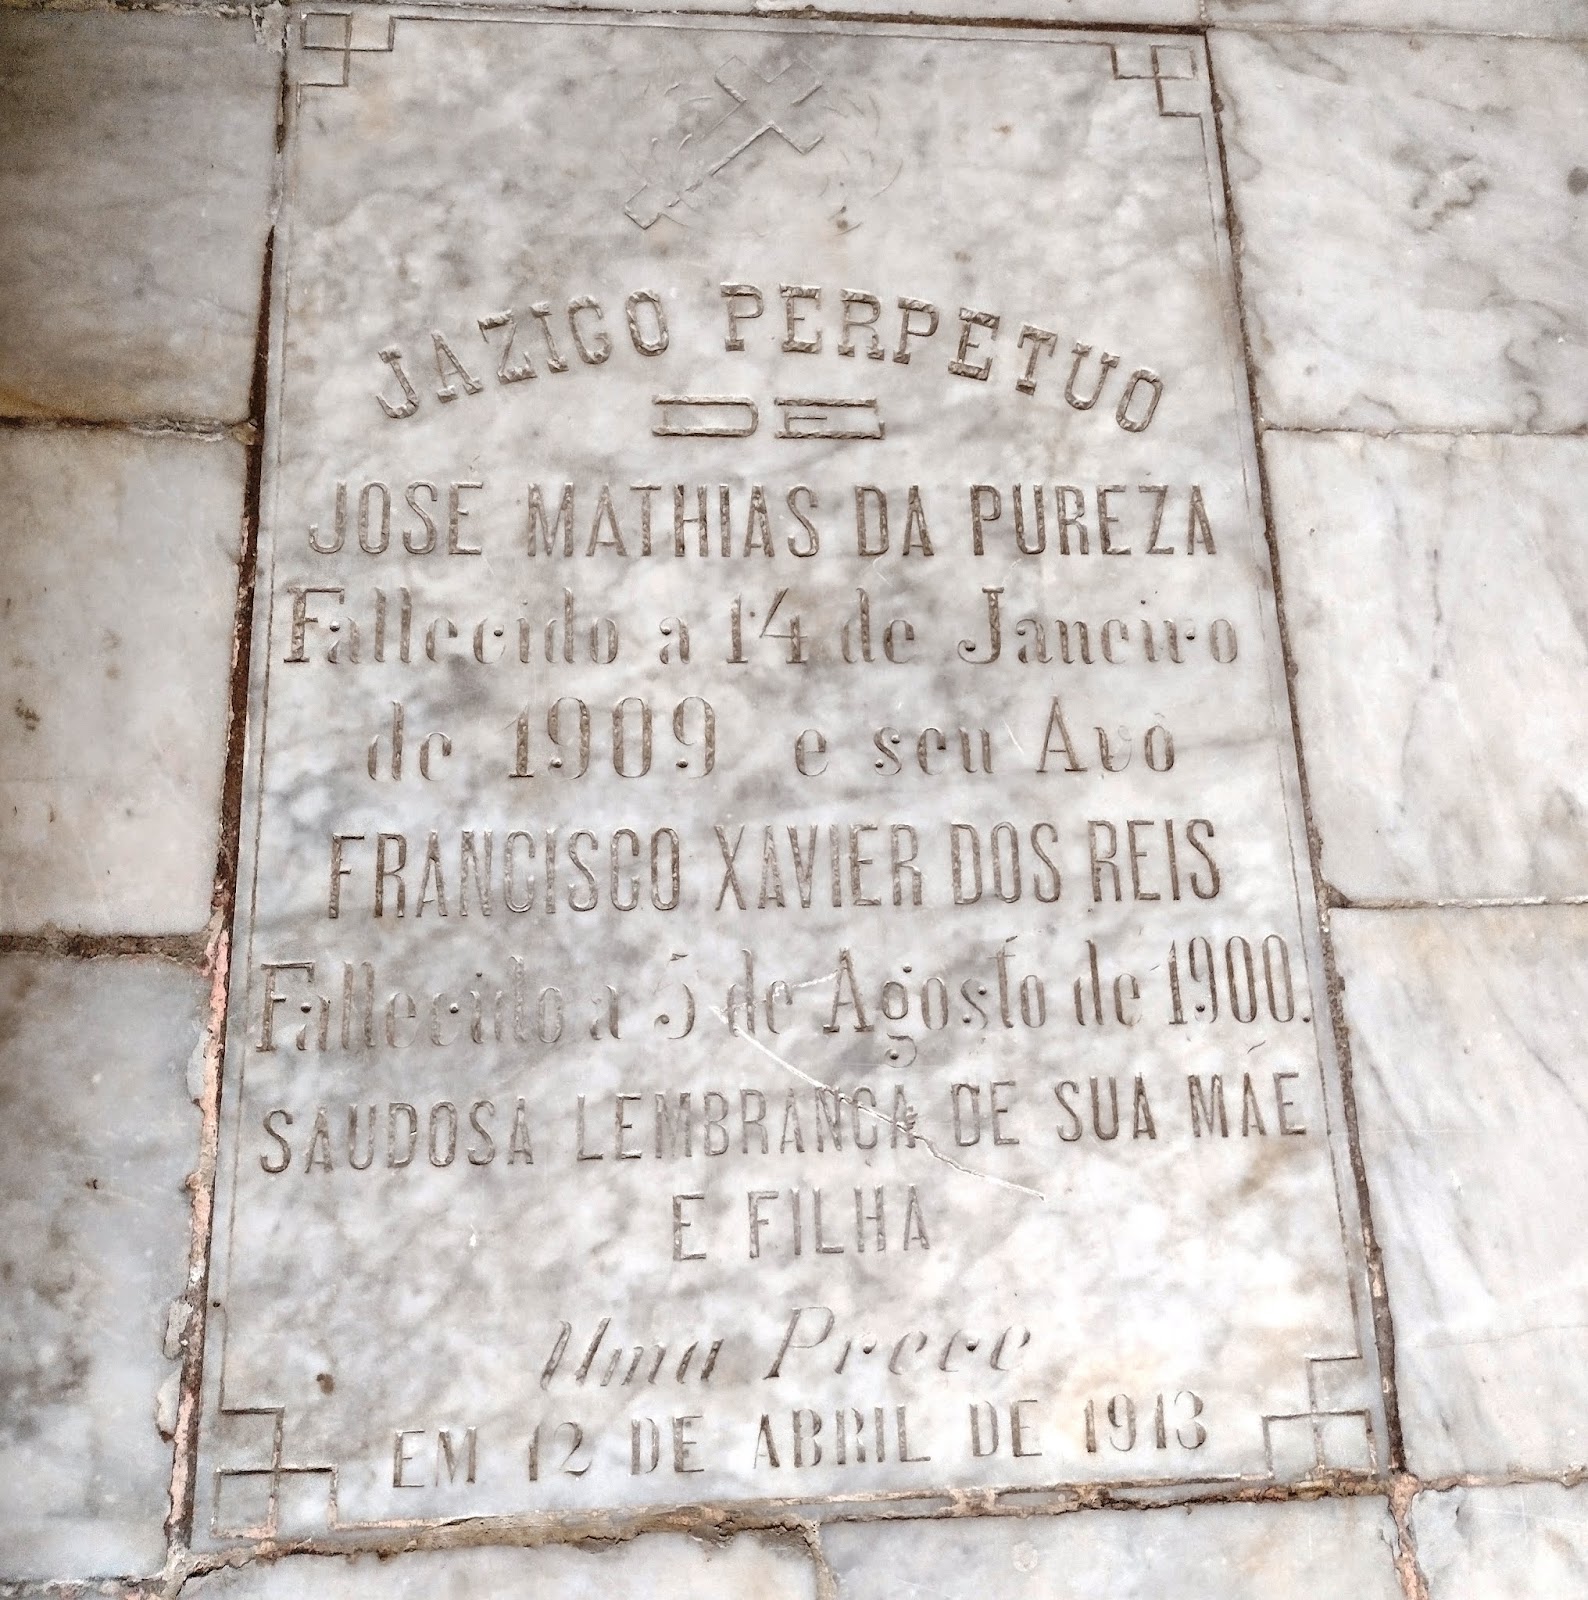 JAZIGO PERPETUO
DE
JOSÉ MATHIAS DA PUREZA
Fallecido a 14 de Janeiro
de 1909 e seu Avô
FRANCISCO XAVIER DOS REIS
Fallecido a 5 de Agosto de 1900.
SAUDOSA LEMBRANÇA DE SUA MÃE
E FILHA
Uma Prece
EM 12 DE ABRIL DE 1913